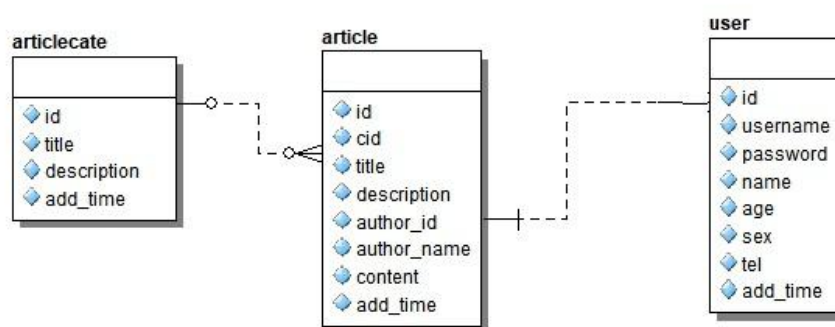 articlecate
id
title
description
add_time
article
id
cid
title
description
author_id
author_name
content
add_time
user
id
username
password
name
age
sex
tel
add_time